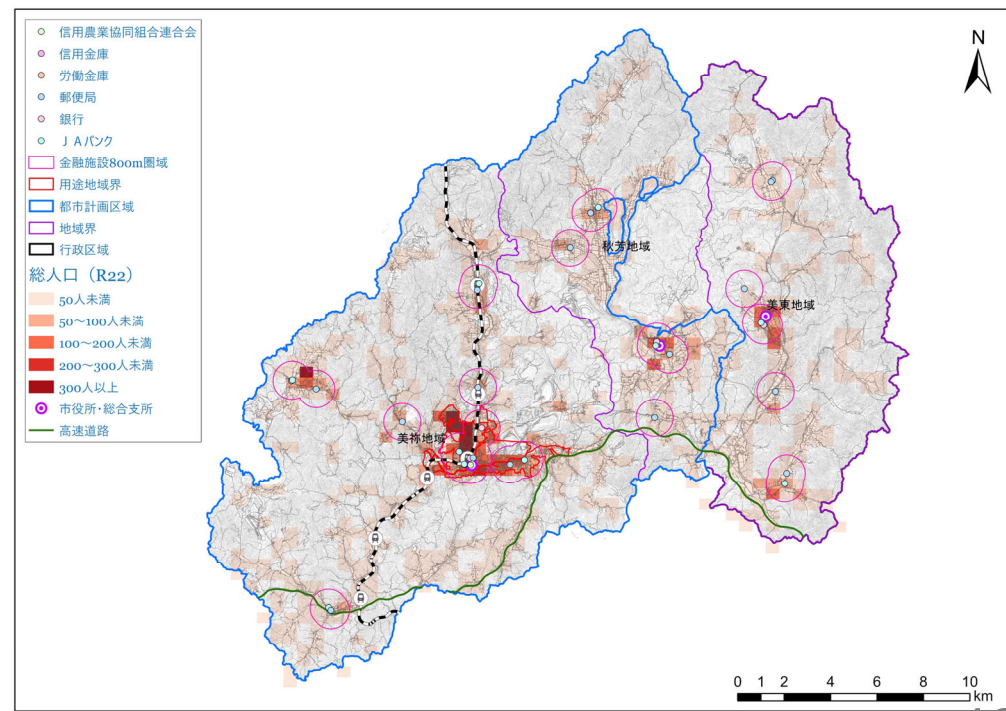 信用農業協同組合連合会
信用金庫
労働金庫
郵便局
銀行
ＪＡバンク
金融施設800m圏域
用途地域界
都市計画区域
地域界
行政区域
総人口（R22）
50人未満
50～100人未満
100～200人未満
200～300人未満
300人以上
市役所・総合支所
高速道路
N
秋芳地域
美東地域
美祢地域
0 1 2 4 6 8 10
km